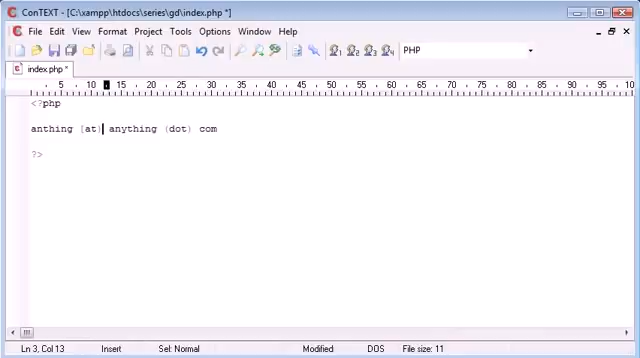 ConTEXT - [C:\xampp\htdocs\series\gd\index.php *]
File Edit View Format Project Tools Options Window Help
PHP
index.php *
0 5 10 15 20 25 30 35 40 45 50 55 60 65 70 75 80 85 90 95 100
<?php
anthing [at) anything (dot) com
?>
Ln 3, Col 13 Insert Sel: Normal Modified DOS File size: 11